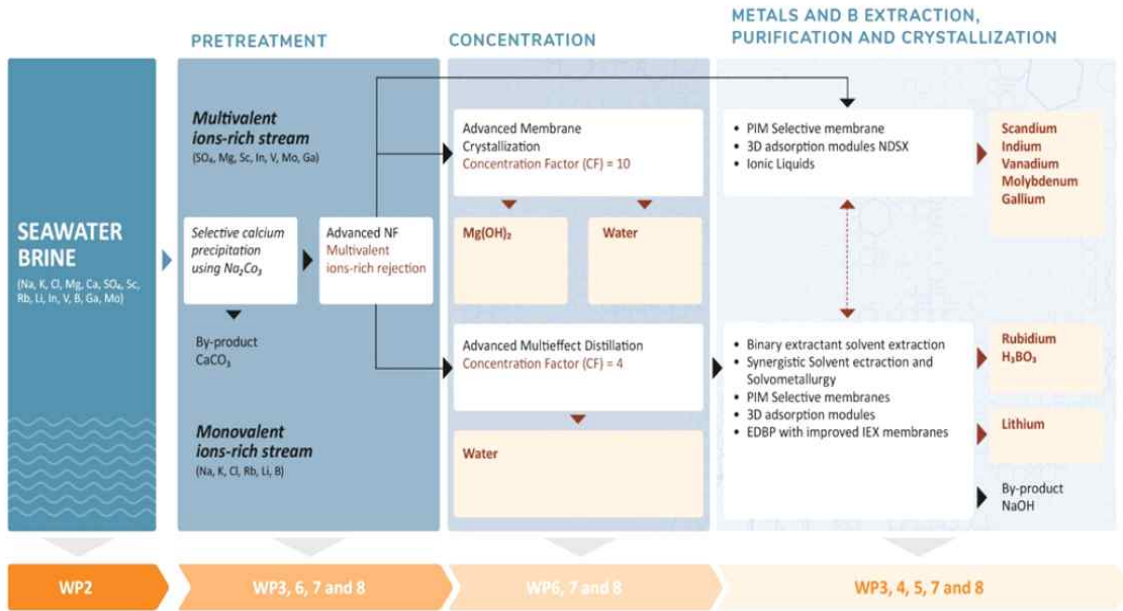 PRETREATMENT
CONCENTRATION
METALS AND B EXTRACTION,
PURIFICATION AND CRYSTALLIZATION
SEAWATER
BRINE
(Na, K, Cl, Mg, Ca, SO₄, Sc,
Rb, Li, In, V, B, Ga, Mo)
Multivalent
ions-rich stream
(SO₄, Mg, Sc, In, V, Mo, Ga)
Selective calcium
precipitation
using Na₂Co₃
Advanced NF
Multivalent
ions-rich rejection
By-product
CaCO₃
Monovalent
ions-rich stream
(Na, K, Cl, Rb, Li, B)
Advanced Membrane
Crystallization
Concentration Factor (CF) = 10
Mg(OH)₂
Water
Advanced Multieffect Distillation
Concentration Factor (CF) = 4
Water
• PIM Selective membrane
• 3D adsorption modules NDSX
• Ionic Liquids
Scandium
Indium
Vanadium
Molybdenum
Gallium
• Binary extractant solvent extraction
• Synergistic Solvent ectraction and
Solvometallurgy
• PIM Selective membranes
• 3D adsorption modules
• EDBP with improved IEX membranes
Rubidium
H₃BO₃
Lithium
By-product
NaOH
WP2
WP3, 6, 7 and 8
WP6, 7 and 8
WP3, 4, 5, 7 and 8